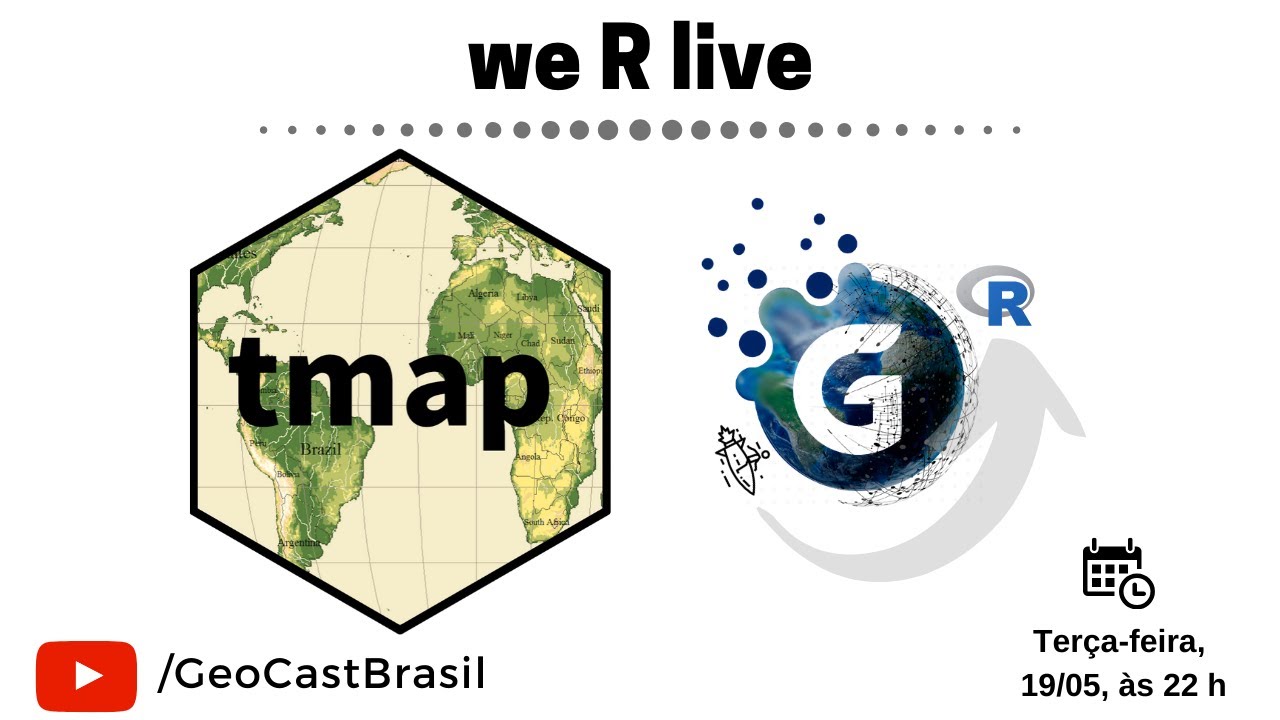 we R live
Algeria
Libya
Saudi
Mali
Niger
Chad
Sudan
tmap
Congo
Peru
Brazil
Angola
Bolivia
South Africa
Argentina
G
R
/GeoCastBrasil
Terça-feira,
19/05, às 22 h